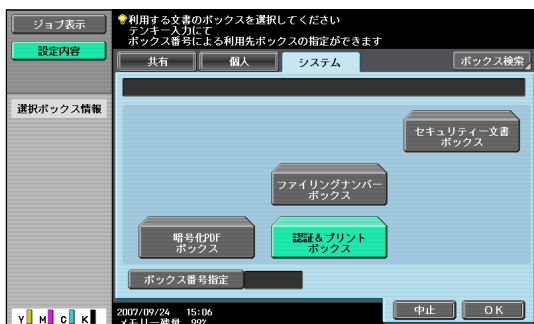 ジョブ表示
設定内容
利用する文書のボックスを選択してください
テンキー入力にて
ボックス番号による利用先ボックスの指定ができます
共有
個人
システム
ボックス検索
選択ボックス情報
セキュリティー文書
ボックス
ファイリングナンバー
ボックス
暗号化PDF
ボックス
認証&プリント
ボックス
ボックス番号指定
Y M C K
2007/09/24 15:06
メモリー残量 99%
中止
OK